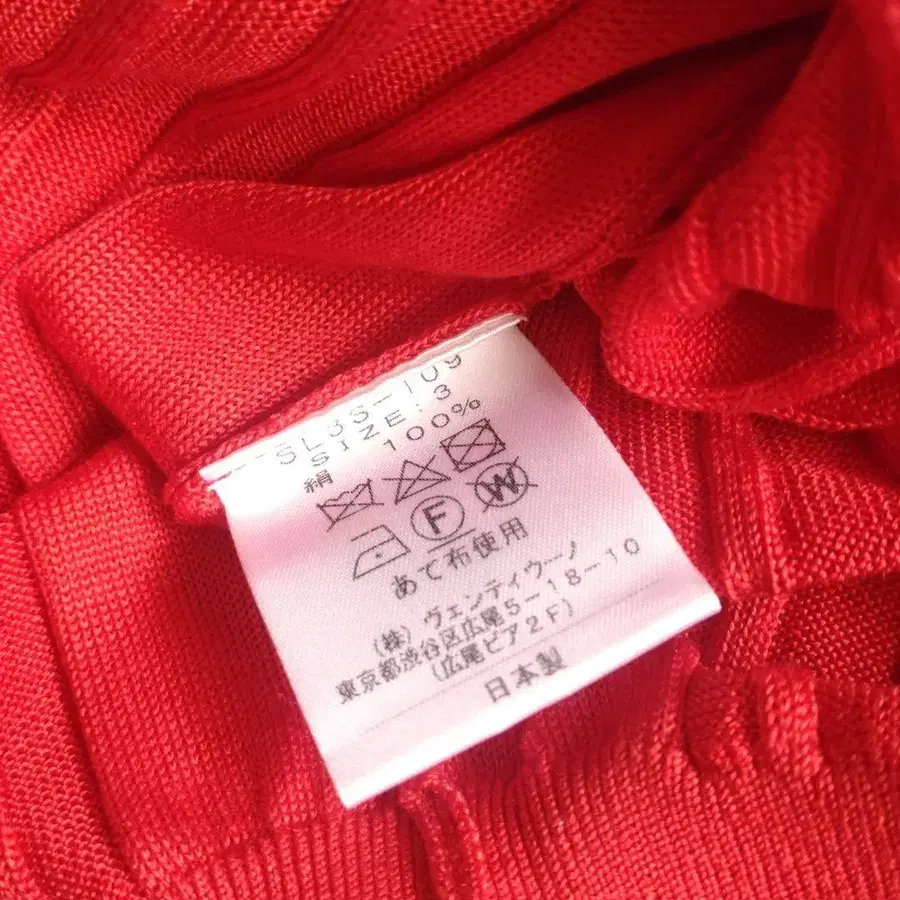 SL3S-109
SIZE:3
絹 100%
F W
あて布使用
(株)ヴェンティウーノ
東京都渋谷区広尾5-18-10
(広尾ピア2F)
日本製